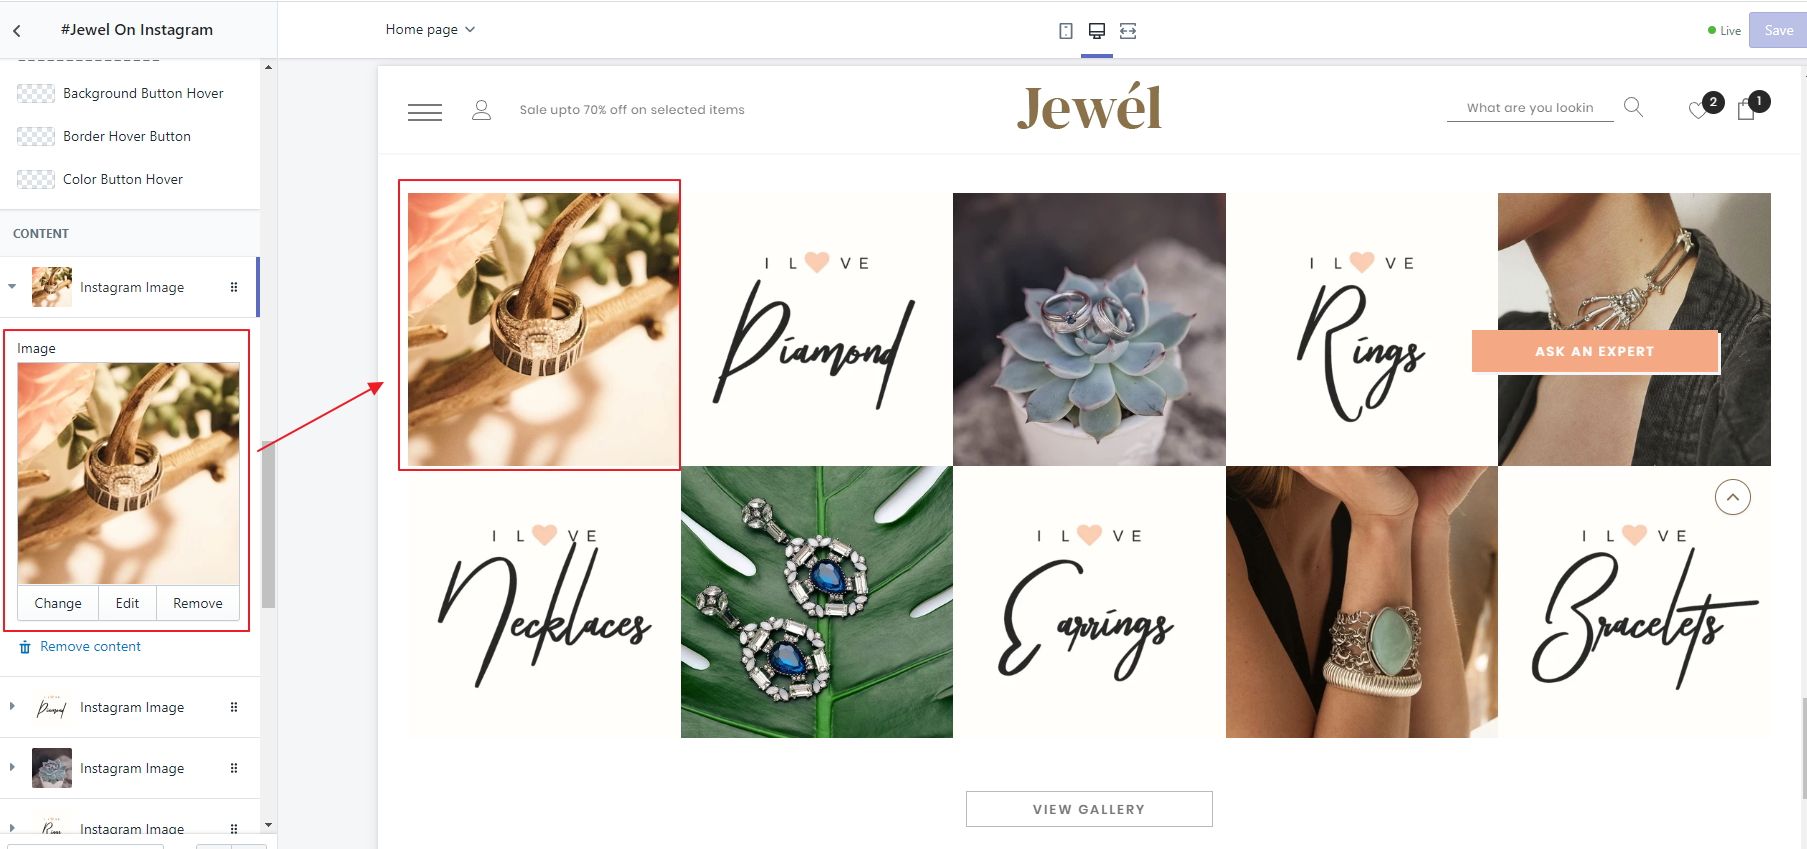 #Jewel On Instagram
Home page
Live
Save
Background Button Hover
Border Hover Button
Color Button Hover
CONTENT
Instagram Image
Image
Change
Edit
Remove
Remove content
Diamond
Instagram Image
Instagram Image
Rings
Instagram Image
Sale upto 70% off on selected items
Jewél
What are you lookin
2
1
I L VE
Diamond
I L VE
Rings
ASK AN EXPERT
I L VE
Necklaces
I L VE
Earrings
I L VE
Bracelets
VIEW GALLERY